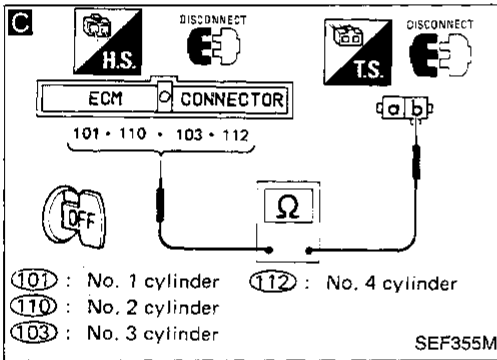 C
H.S.
DISCONNECT
T.S.
DISCONNECT
ECM CONNECTOR
101 • 110 • 103 • 112
a b
OFF
Ω
101 : No. 1 cylinder
112 : No. 4 cylinder
110 : No. 2 cylinder
103 : No. 3 cylinder
SEF355M